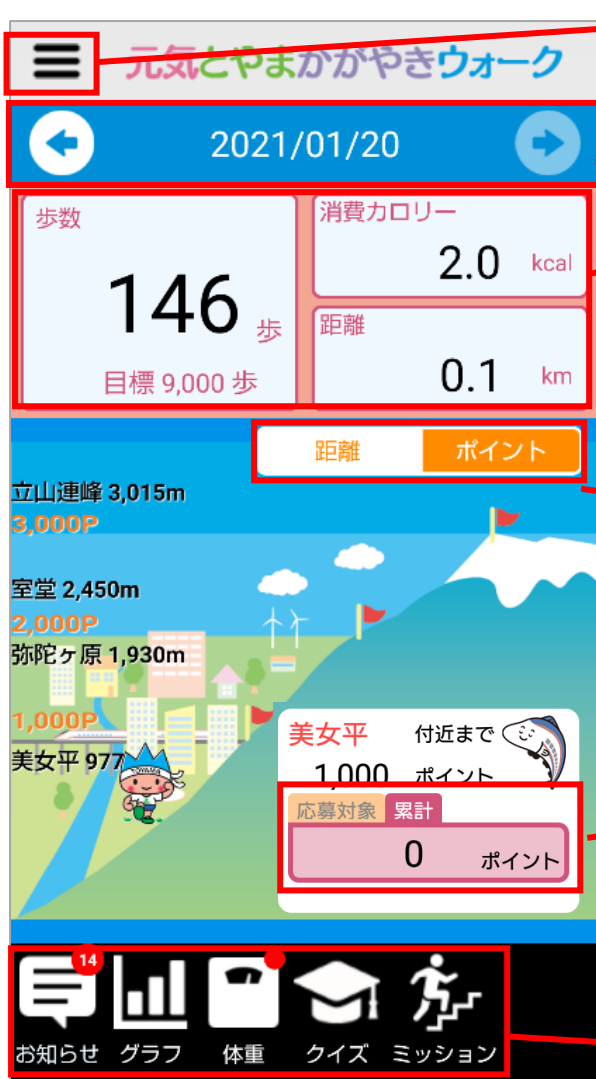 元気とやまかがやきウォーク
2021/01/20
歩数
146 歩
目標 9,000 歩
消費カロリー
2.0 kcal
距離
0.1 km
距離 ポイント
立山連峰 3,015m
3,000P
室堂 2,450m
2,000P
弥陀ヶ原 1,930m
1,000P
美女平 977
美女平 付近まで
1,000 ポイント
応募対象 累計
0 ポイント
14
お知らせ グラフ 体重 クイズ ミッション